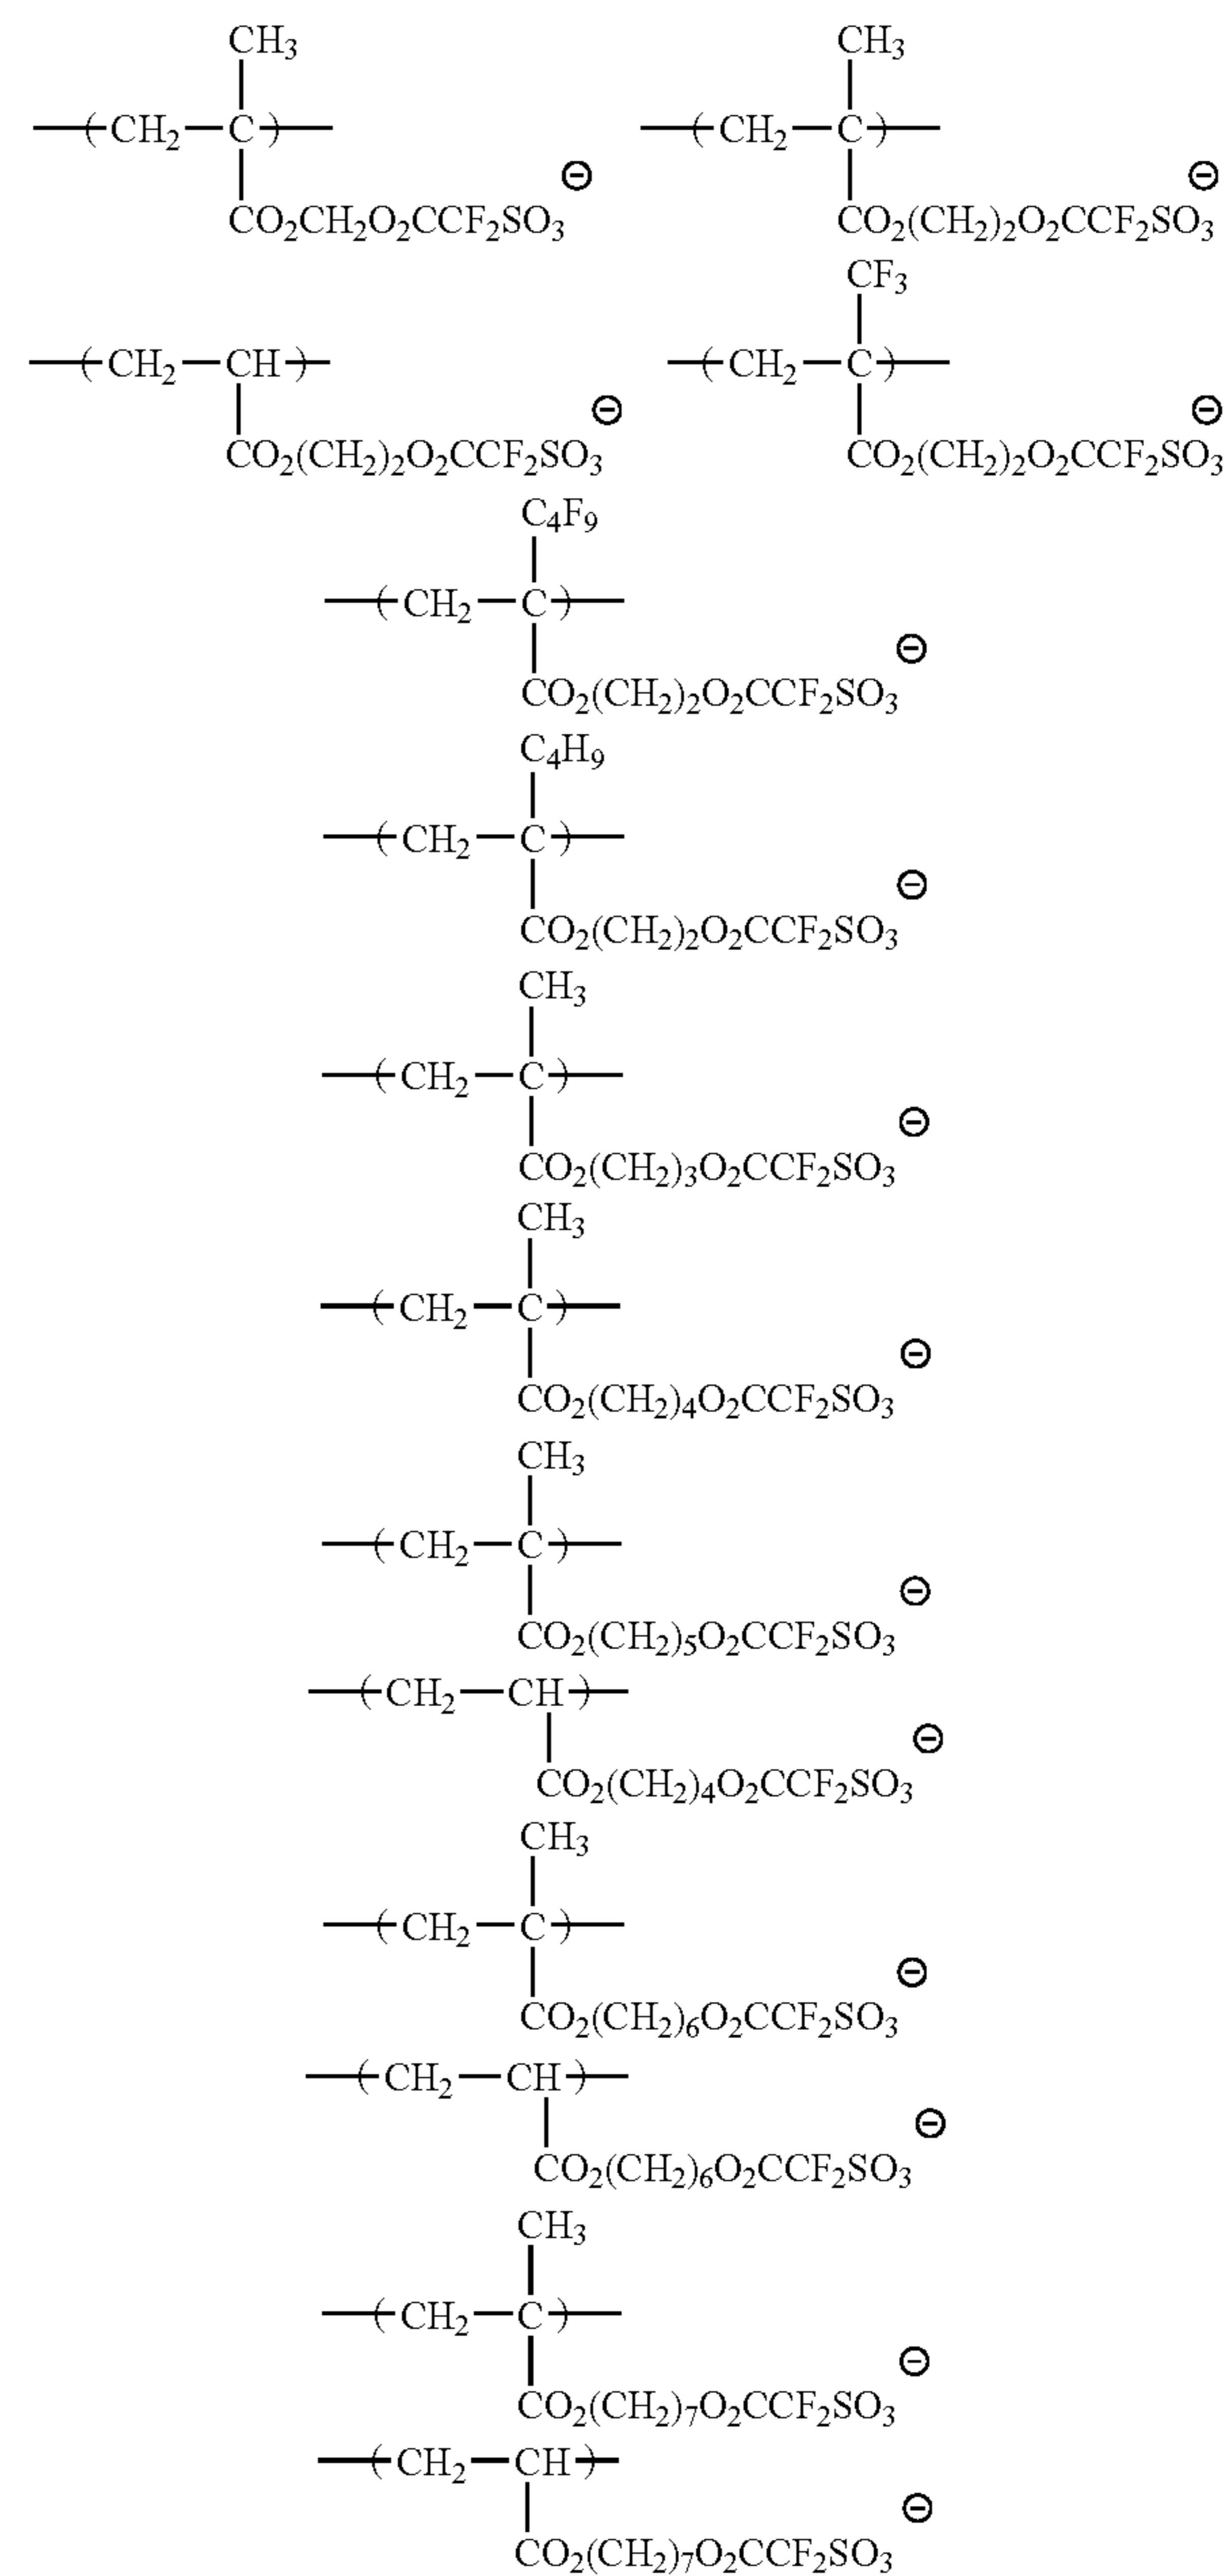 CH₃ CH₃
—(CH₂—C)— —(CH₂—C)—
⊖ ⊖
CO₂CH₂O₂CCF₂SO₃ CO₂(CH₂)₂O₂CCF₂SO₃
CF₃
—(CH₂—CH)— —(CH₂—C)—
⊖ ⊖
CO₂(CH₂)₂O₂CCF₂SO₃ CO₂(CH₂)₂O₂CCF₂SO₃
C₄F₉
—(CH₂—C)—
⊖
CO₂(CH₂)₂O₂CCF₂SO₃
C₄H₉
—(CH₂—C)—
⊖
CO₂(CH₂)₂O₂CCF₂SO₃
CH₃
—(CH₂—C)—
⊖
CO₂(CH₂)₃O₂CCF₂SO₃
CH₃
—(CH₂—C)—
⊖
CO₂(CH₂)₄O₂CCF₂SO₃
CH₃
—(CH₂—C)—
⊖
CO₂(CH₂)₅O₂CCF₂SO₃
—(CH₂—CH)—
⊖
CO₂(CH₂)₄O₂CCF₂SO₃
CH₃
—(CH₂—C)—
⊖
CO₂(CH₂)₆O₂CCF₂SO₃
—(CH₂—CH)—
⊖
CO₂(CH₂)₆O₂CCF₂SO₃
CH₃
—(CH₂—C)—
⊖
CO₂(CH₂)₇O₂CCF₂SO₃
—(CH₂—CH)—
⊖
CO₂(CH₂)₇O₂CCF₂SO₃